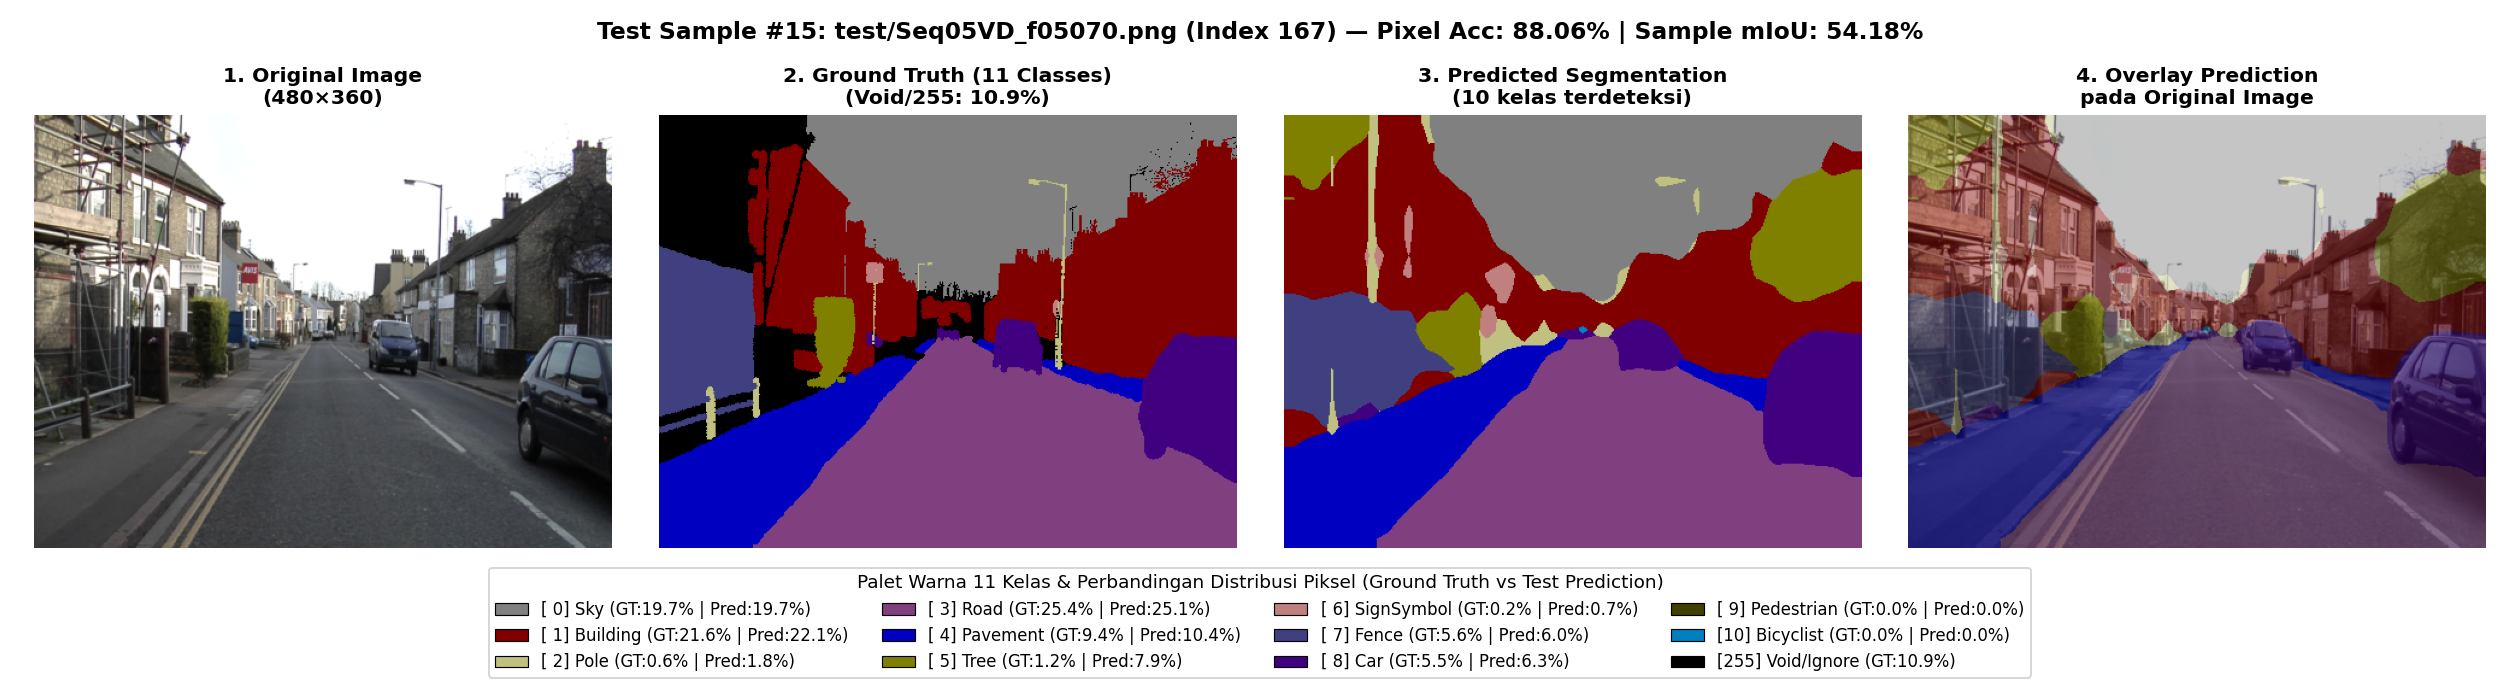 Test Sample #15: test/Seq05VD_f05070.png (Index 167) — Pixel Acc: 88.06% | Sample mIoU: 54.18%
1. Original Image
(480×360)
2. Ground Truth (11 Classes)
(Void/255: 10.9%)
3. Predicted Segmentation
(10 kelas terdeteksi)
4. Overlay Prediction
pada Original Image
AVIS
Palet Warna 11 Kelas & Perbandingan Distribusi Piksel (Ground Truth vs Test Prediction)
[ 0] Sky (GT:19.7% | Pred:19.7%)
[ 1] Building (GT:21.6% | Pred:22.1%)
[ 2] Pole (GT:0.6% | Pred:1.8%)
[ 3] Road (GT:25.4% | Pred:25.1%)
[ 4] Pavement (GT:9.4% | Pred:10.4%)
[ 5] Tree (GT:1.2% | Pred:7.9%)
[ 6] SignSymbol (GT:0.2% | Pred:0.7%)
[ 7] Fence (GT:5.6% | Pred:6.0%)
[ 8] Car (GT:5.5% | Pred:6.3%)
[ 9] Pedestrian (GT:0.0% | Pred:0.0%)
[10] Bicyclist (GT:0.0% | Pred:0.0%)
[255] Void/Ignore (GT:10.9%)